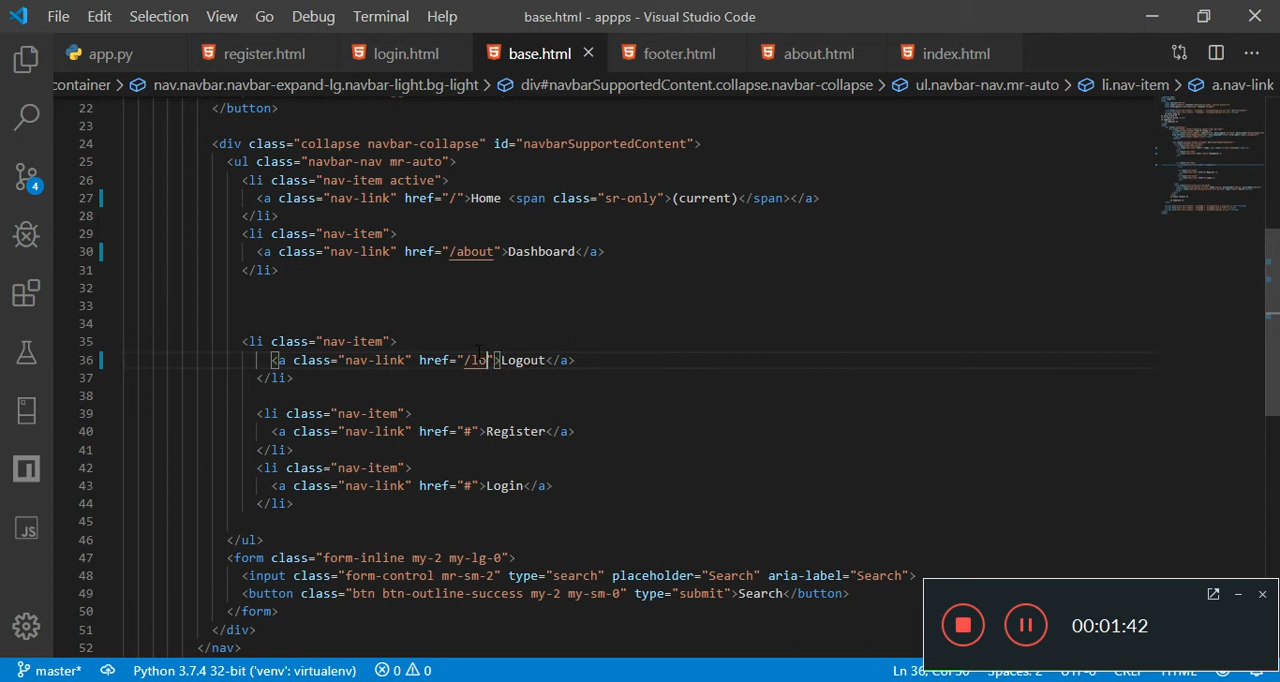 File Edit Selection View Go Debug Terminal Help base.html - appps - Visual Studio Code
app.py register.html login.html base.html footer.html about.html index.html
container > nav.navbar.navbar-expand-lg.navbar-light.bg-light > div#navbarSupportedContent.collapse.navbar-collapse > ul.navbar-nav.mr-auto > li.nav-item > a.nav-link
22 </button>
23
24 <div class="collapse navbar-collapse" id="navbarSupportedContent">
25 <ul class="navbar-nav mr-auto">
26 <li class="nav-item active">
27 <a class="nav-link" href="/">Home <span class="sr-only">(current)</span></a>
28 </li>
29 <li class="nav-item">
30 <a class="nav-link" href="/about">Dashboard</a>
31 </li>
32
33
34
35 <li class="nav-item">
36 <a class="nav-link" href="/lo">Logout</a>
37 </li>
38
39 <li class="nav-item">
40 <a class="nav-link" href="#">Register</a>
41 </li>
42 <li class="nav-item">
43 <a class="nav-link" href="#">Login</a>
44 </li>
45
46 </ul>
47 <form class="form-inline my-2 my-lg-0">
48 <input class="form-control mr-sm-2" type="search" placeholder="Search" aria-label="Search">
49 <button class="btn btn-outline-success my-2 my-sm-0" type="submit">Search</button>
50 </form>
51 </div>
52 </nav>
4
JS
00:01:42
master* Python 3.7.4 32-bit ('venv': virtualenv) 0 0 Ln 36,